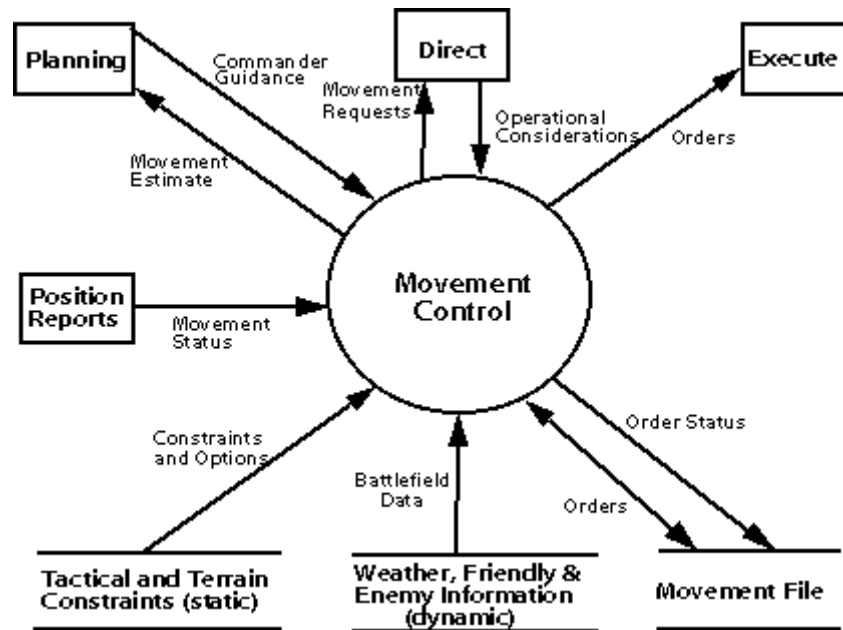 Planning
Commander
Guidance
Direct
Execute
Movement
Requests
Operational
Considerations
Orders
Movement
Estimate
Movement
Control
Position
Reports
Movement
Status
Constraints
and Options
Battlefield
Data
Order Status
Orders
Tactical and Terrain
Constraints (static)
Weather, Friendly &
Enemy Information
(dynamic)
Movement File